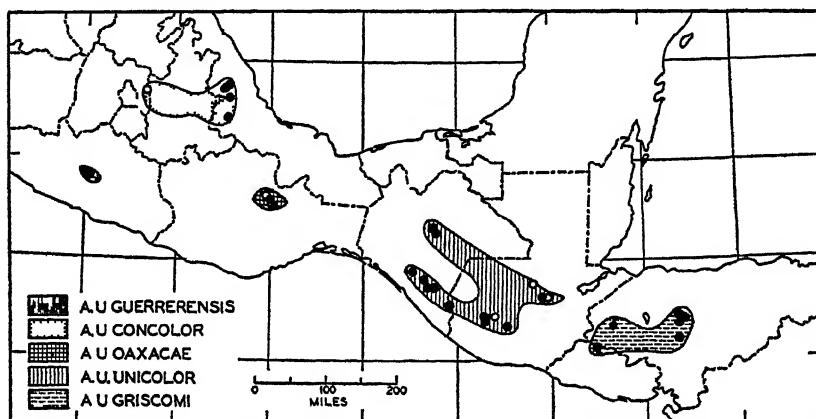 A.U GUERRERENSIS
A.U CONCOLOR
A U OAXACAE
A.U. UNICOLOR
A U GRISCOMI
0 100 200
MILES